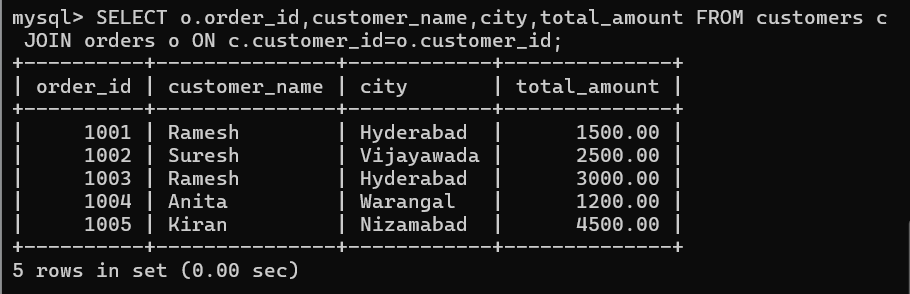 mysql> SELECT o.order_id,customer_name,city,total_amount FROM customers c
 JOIN orders o ON c.customer_id=o.customer_id;
+----------+---------------+------------+--------------+
| order_id | customer_name | city       | total_amount |
+----------+---------------+------------+--------------+
|     1001 | Ramesh        | Hyderabad  |      1500.00 |
|     1002 | Suresh        | Vijayawada |      2500.00 |
|     1003 | Ramesh        | Hyderabad  |      3000.00 |
|     1004 | Anita         | Warangal   |      1200.00 |
|     1005 | Kiran         | Nizamabad  |      4500.00 |
+----------+---------------+------------+--------------+
5 rows in set (0.00 sec)